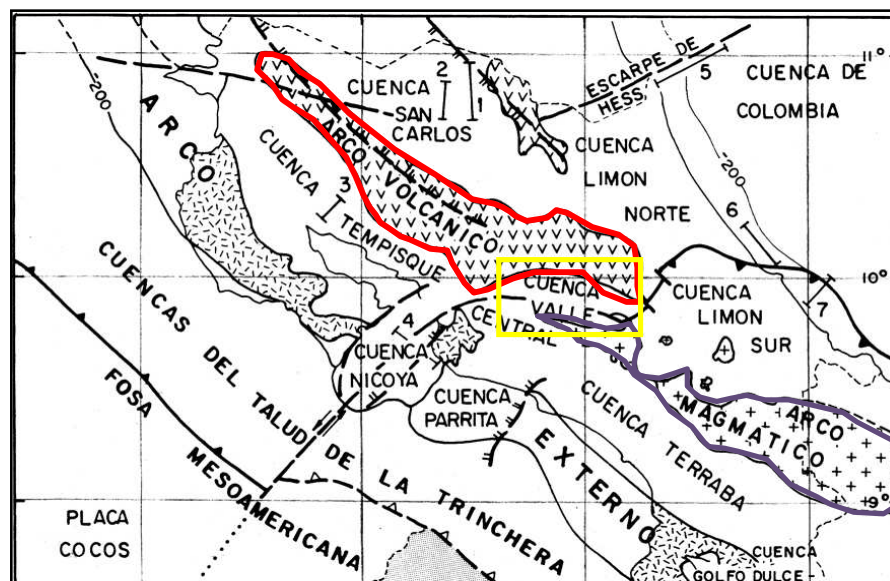 11°
-200
ARCO
CUENCA
SAN
CARLOS
2
1
ESCARPE DE
HESS
5
CUENCA DE
COLOMBIA
CUENCA
LIMON
NORTE
-200
ARCO VOLCANICO
CUENCA
TEMPISQUE
3
6
10°
CUENCA
VALLE
CENTRAL
CUENCA
LIMON
SUR
7
4
CUENCA
NICOYA
CUENCA
PARRITA
CUENCAS DEL TALUD DE LA TRINCHERA
FOSA MESOAMERICANA
EXTERNO
CUENCA
TERRABA
ARCO
MAGMATICO
9°
PLACA
COCOS
CUENCA
GOLFO DULCE